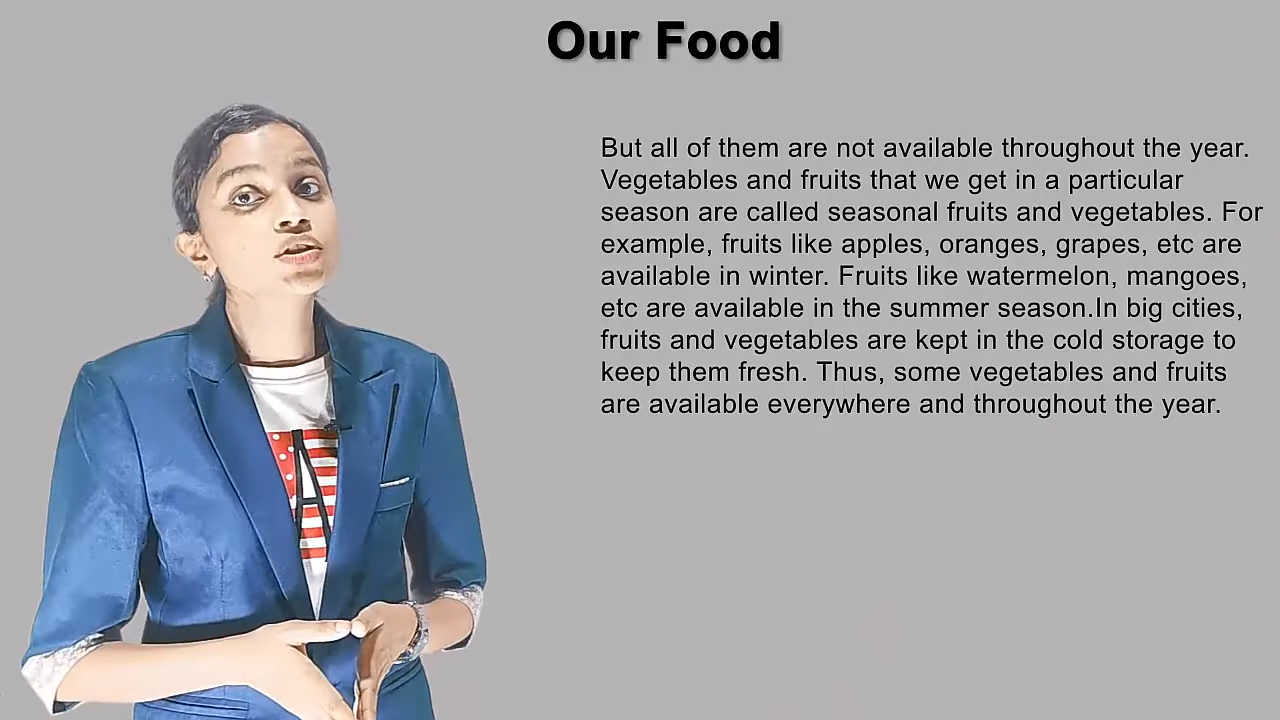 Our Food
But all of them are not available throughout the year.
Vegetables and fruits that we get in a particular
season are called seasonal fruits and vegetables. For
example, fruits like apples, oranges, grapes, etc are
available in winter. Fruits like watermelon, mangoes,
etc are available in the summer season.In big cities,
fruits and vegetables are kept in the cold storage to
keep them fresh. Thus, some vegetables and fruits
are available everywhere and throughout the year.
A